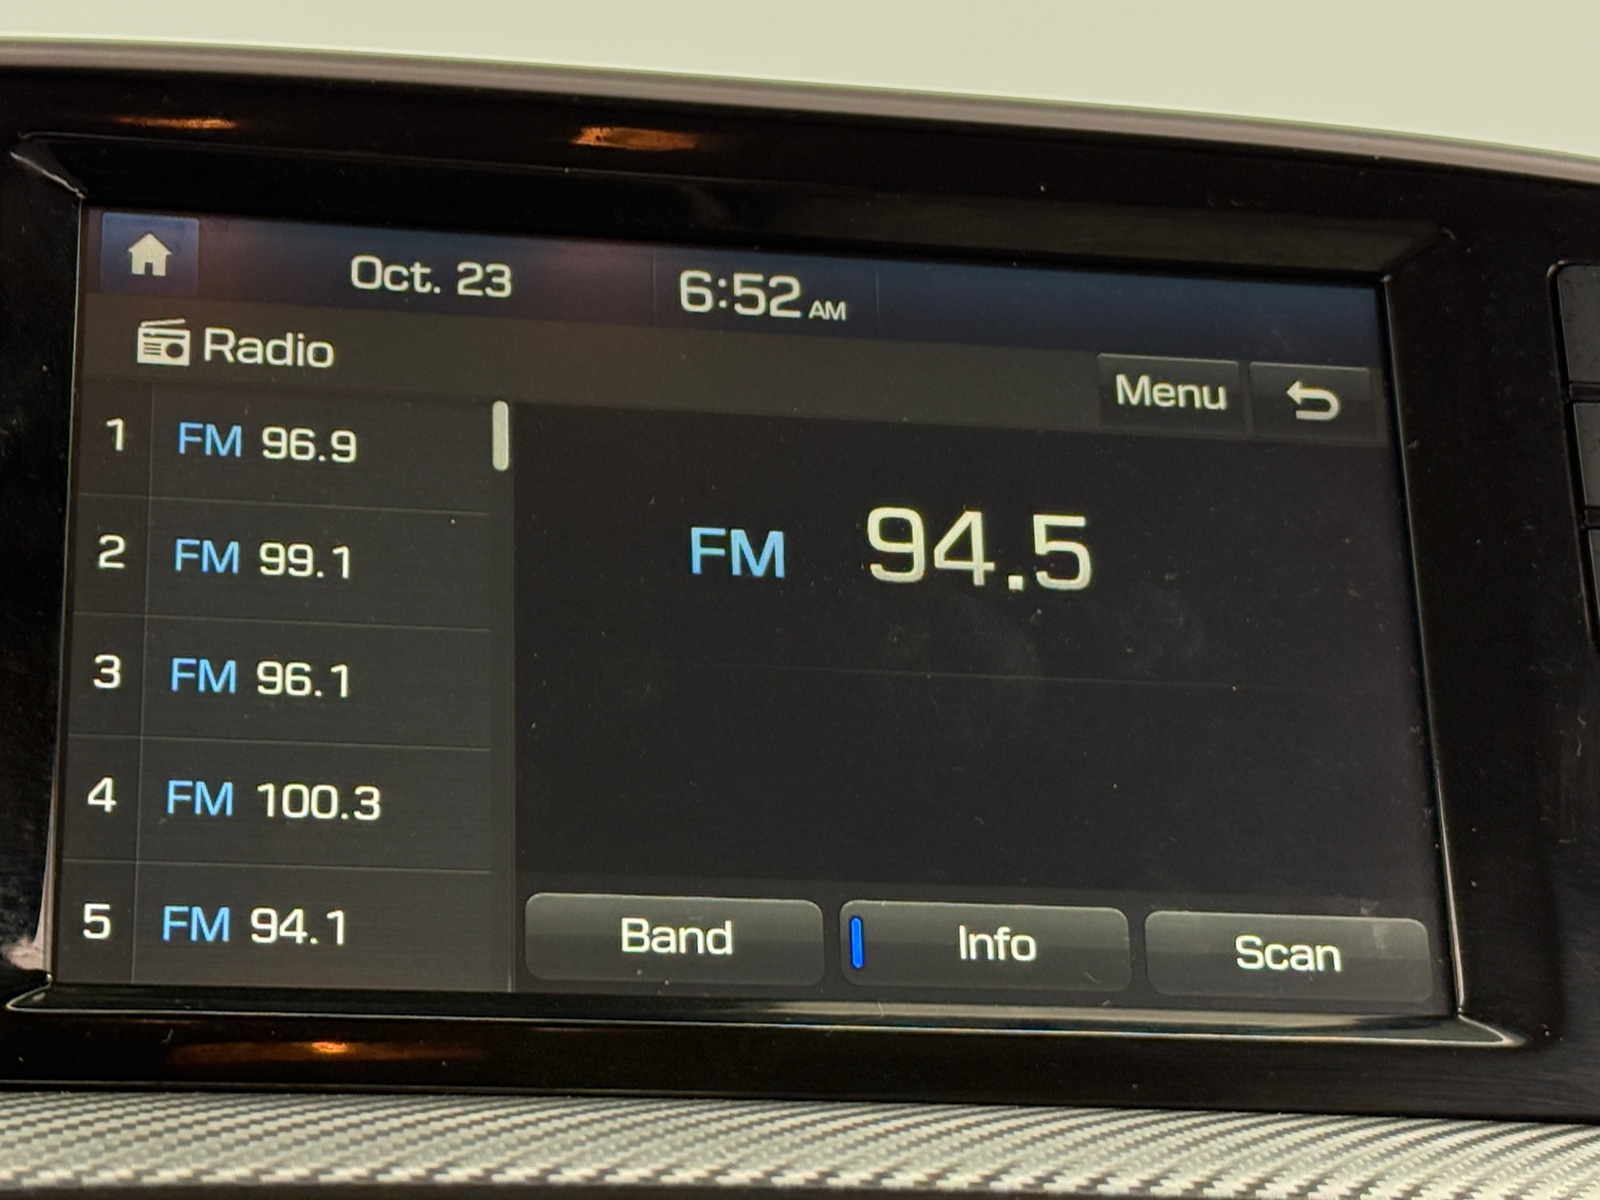 Oct. 23 6:52 AM
Radio
Menu
1 FM 96.9
2 FM 99.1
3 FM 96.1
4 FM 100.3
5 FM 94.1
FM 94.5
Band Info Scan